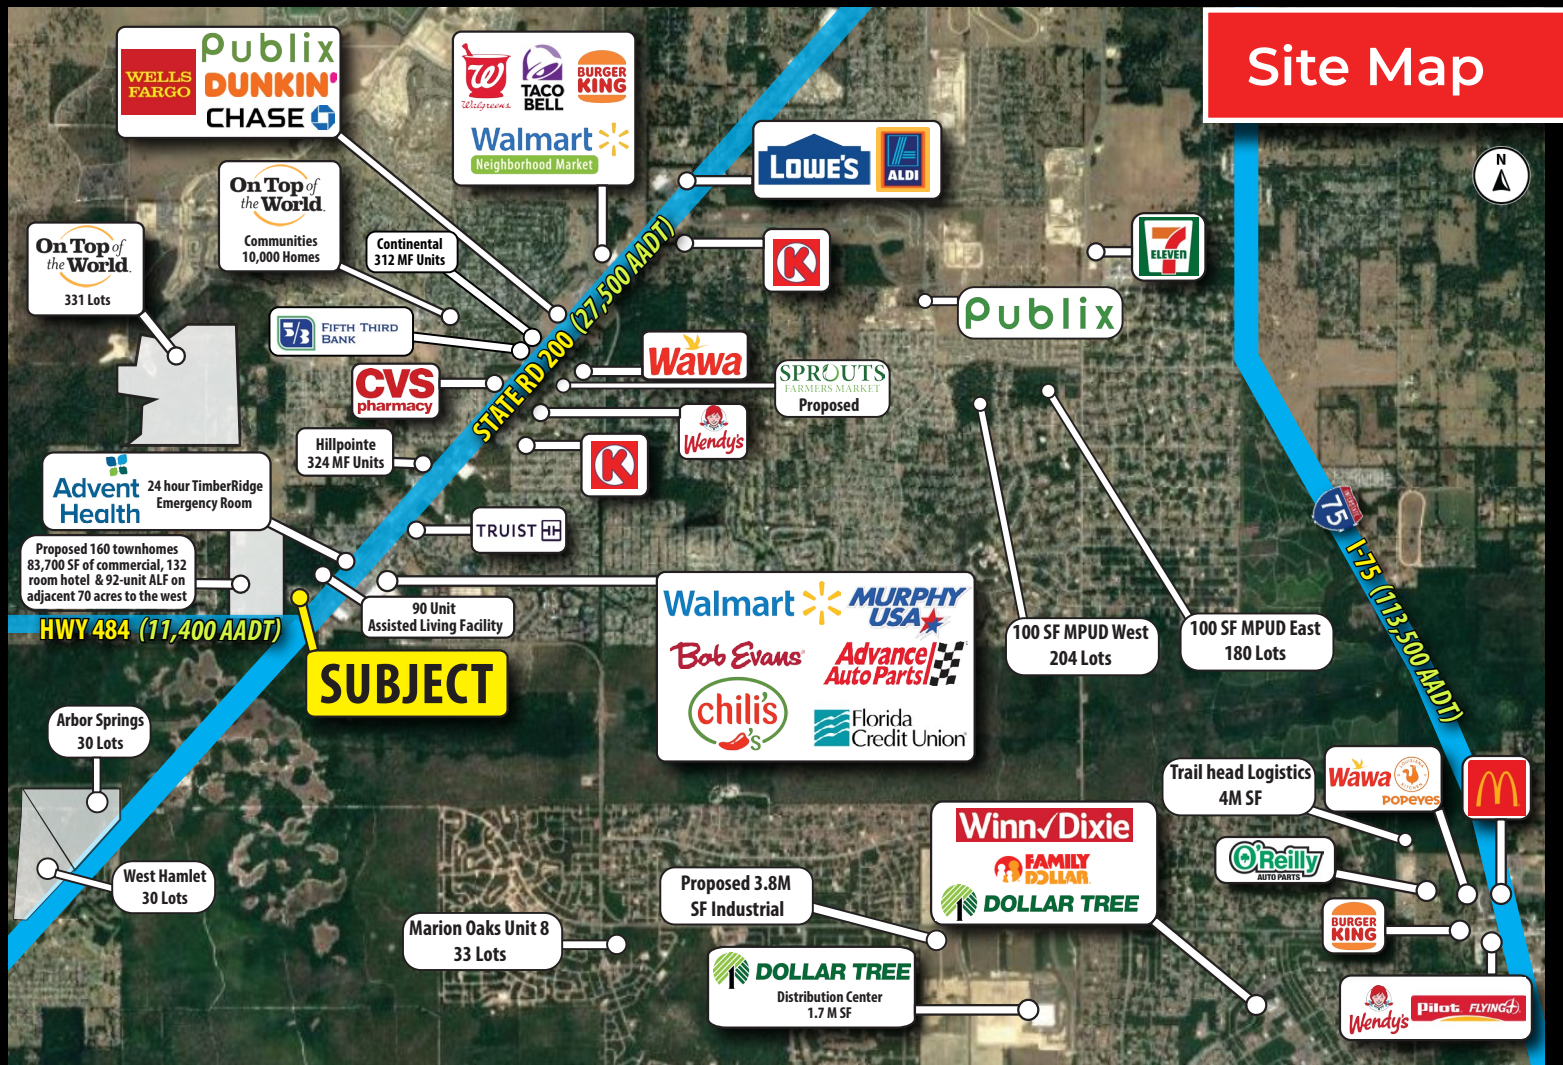 Site Map
N
WELLS
FARGO
Publix
DUNKIN'
CHASE
Walgreens
TACO
BELL
BURGER
KING
Walmart
Neighborhood Market
LOWE'S
ALDI
On Top of
the World.
Communities
10,000 Homes
Continental
312 MF Units
On Top of
the World.
331 Lots
K
7
ELEVEN
Publix
5/3
FIFTH THIRD
BANK
STATE RD 200 (27,500 AADT)
Wawa
CVS
pharmacy
SPROUTS
FARMERS MARKET
Proposed
Wendy's
Hillpointe
324 MF Units
K
Advent
Health
24 hour TimberRidge
Emergency Room
TRUIST
INTERSTATE
75
I-75 (113,500 AADT)
Proposed 160 townhomes
83,700 SF of commercial, 132
room hotel & 92-unit ALF on
adjacent 70 acres to the west
90 Unit
Assisted Living Facility
HWY 484 (11,400 AADT)
SUBJECT
Walmart
MURPHY
USA
Bob Evans
Advance
Auto Parts
chili's
Florida
Credit Union
100 SF MPUD West
204 Lots
100 SF MPUD East
180 Lots
Arbor Springs
30 Lots
West Hamlet
30 Lots
Trail head Logistics
4M SF
Wawa
LOUISIANA
KITCHEN
POPEYES
M
O'Reilly
AUTO PARTS
Winn Dixie
FAMILY
DOLLAR
DOLLAR TREE
Proposed 3.8M
SF Industrial
BURGER
KING
Marion Oaks Unit 8
33 Lots
DOLLAR TREE
Distribution Center
1.7 M SF
Wendy's
Pilot
FLYING J